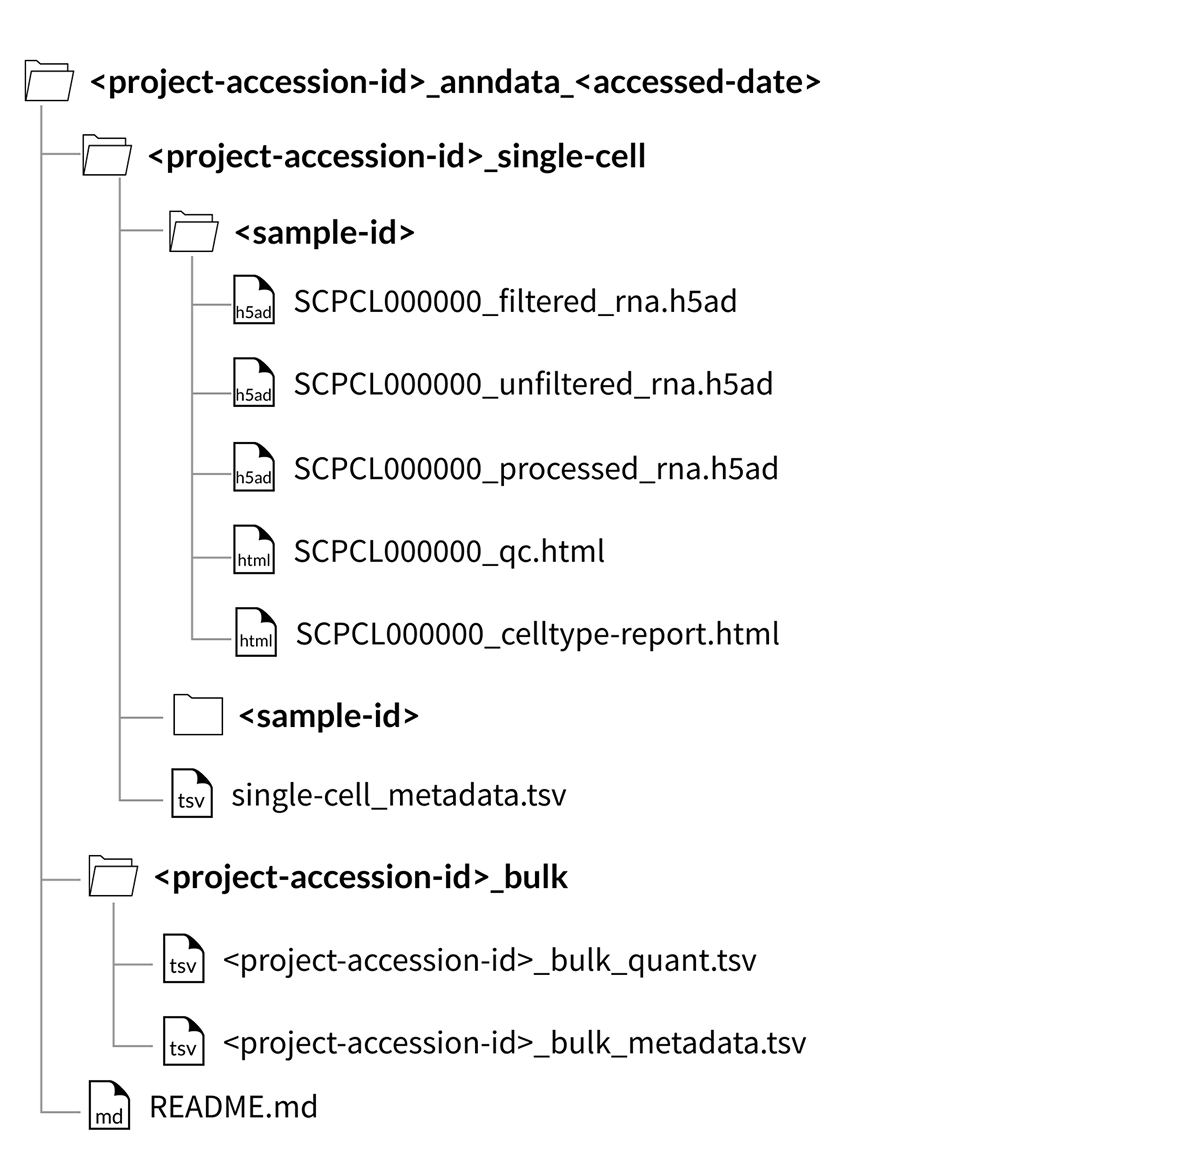 <project-accession-id>_anndata_<accessed-date>
<project-accession-id>_single-cell
<sample-id>
h5ad SCPCL000000_filtered_rna.h5ad
h5ad SCPCL000000_unfiltered_rna.h5ad
h5ad SCPCL000000_processed_rna.h5ad
html SCPCL000000_qc.html
html SCPCL000000_celltype-report.html
<sample-id>
tsv single-cell_metadata.tsv
<project-accession-id>_bulk
tsv <project-accession-id>_bulk_quant.tsv
tsv <project-accession-id>_bulk_metadata.tsv
md README.md